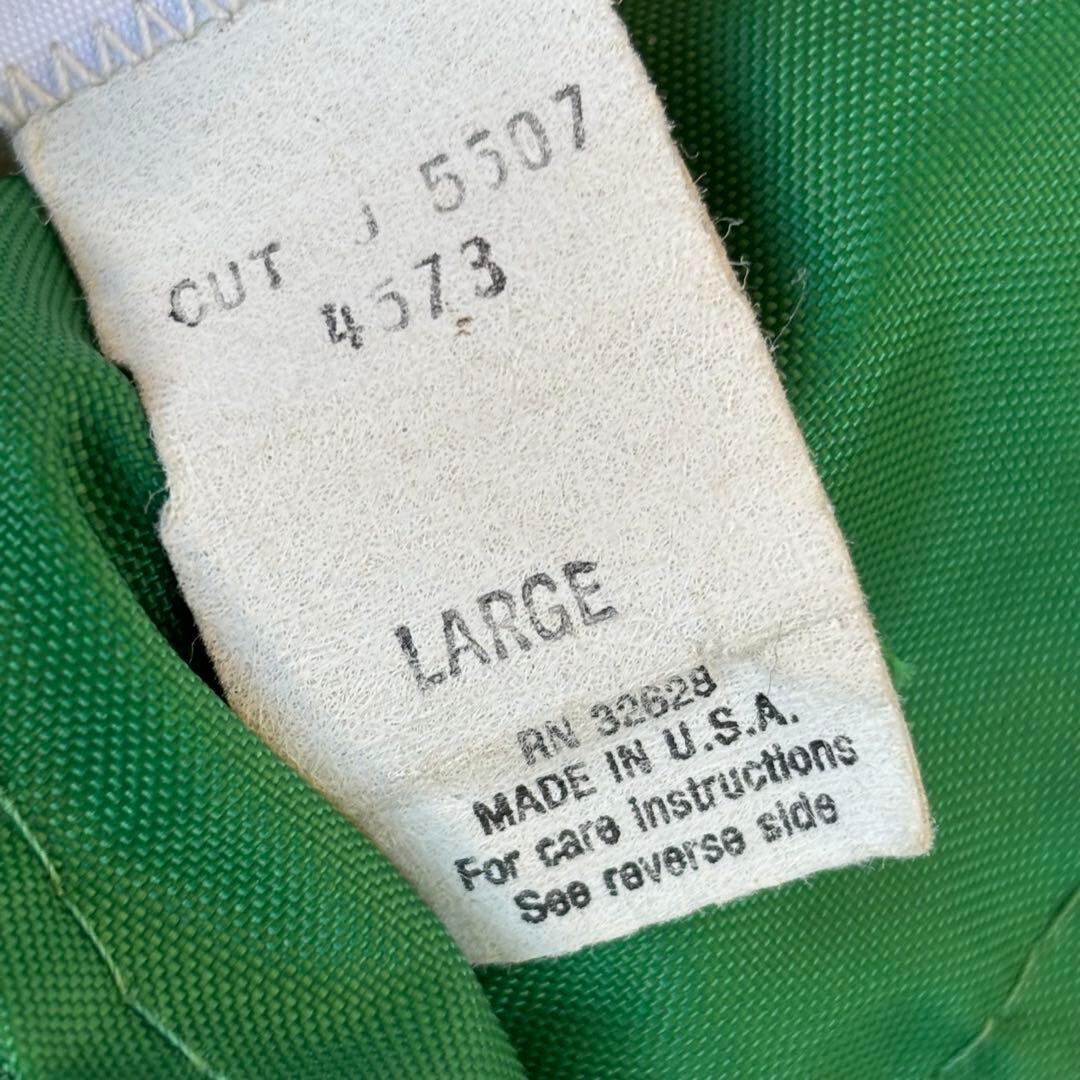 CUT J 5507
4573
LARGE
RN 32628
MADE IN U.S.A.
For care instructions
See reverse side